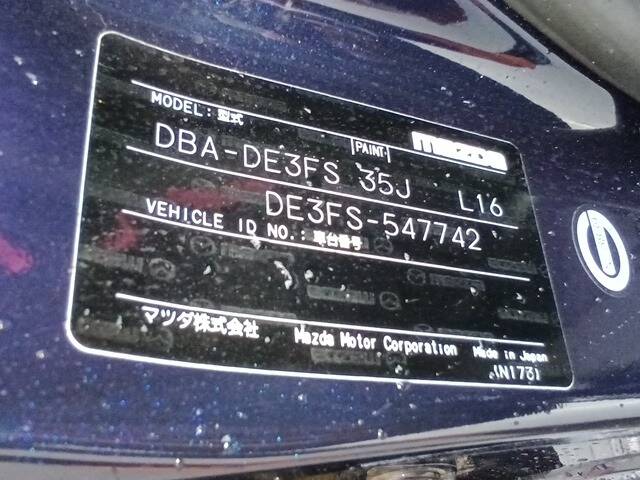 MODEL：型式 PAINT mazda
DBA-DE3FS 35J L16
DE3FS-547742
VEHICLE ID NO.：車台番号
マツダ株式会社 Mazda Motor Corporation Made in Japan
1N1731